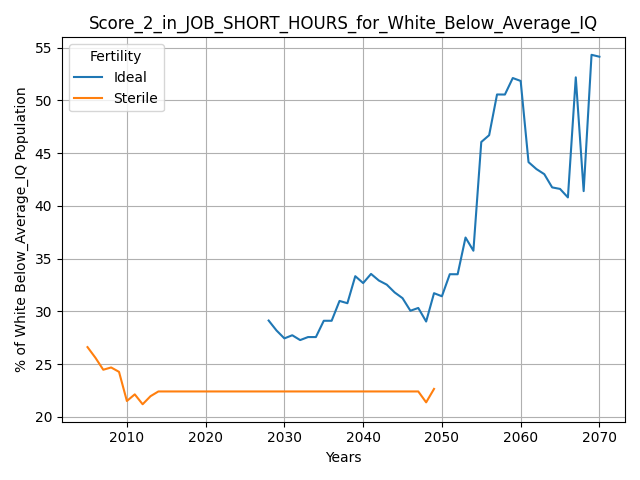 Score_2_in_JOB_SHORT_HOURS_for_White_Below_Average_IQ
Fertility
Ideal
Sterile
% of White Below_Average_IQ Population
55
50
45
40
35
30
25
20
2010 2020 2030 2040 2050 2060 2070
Years